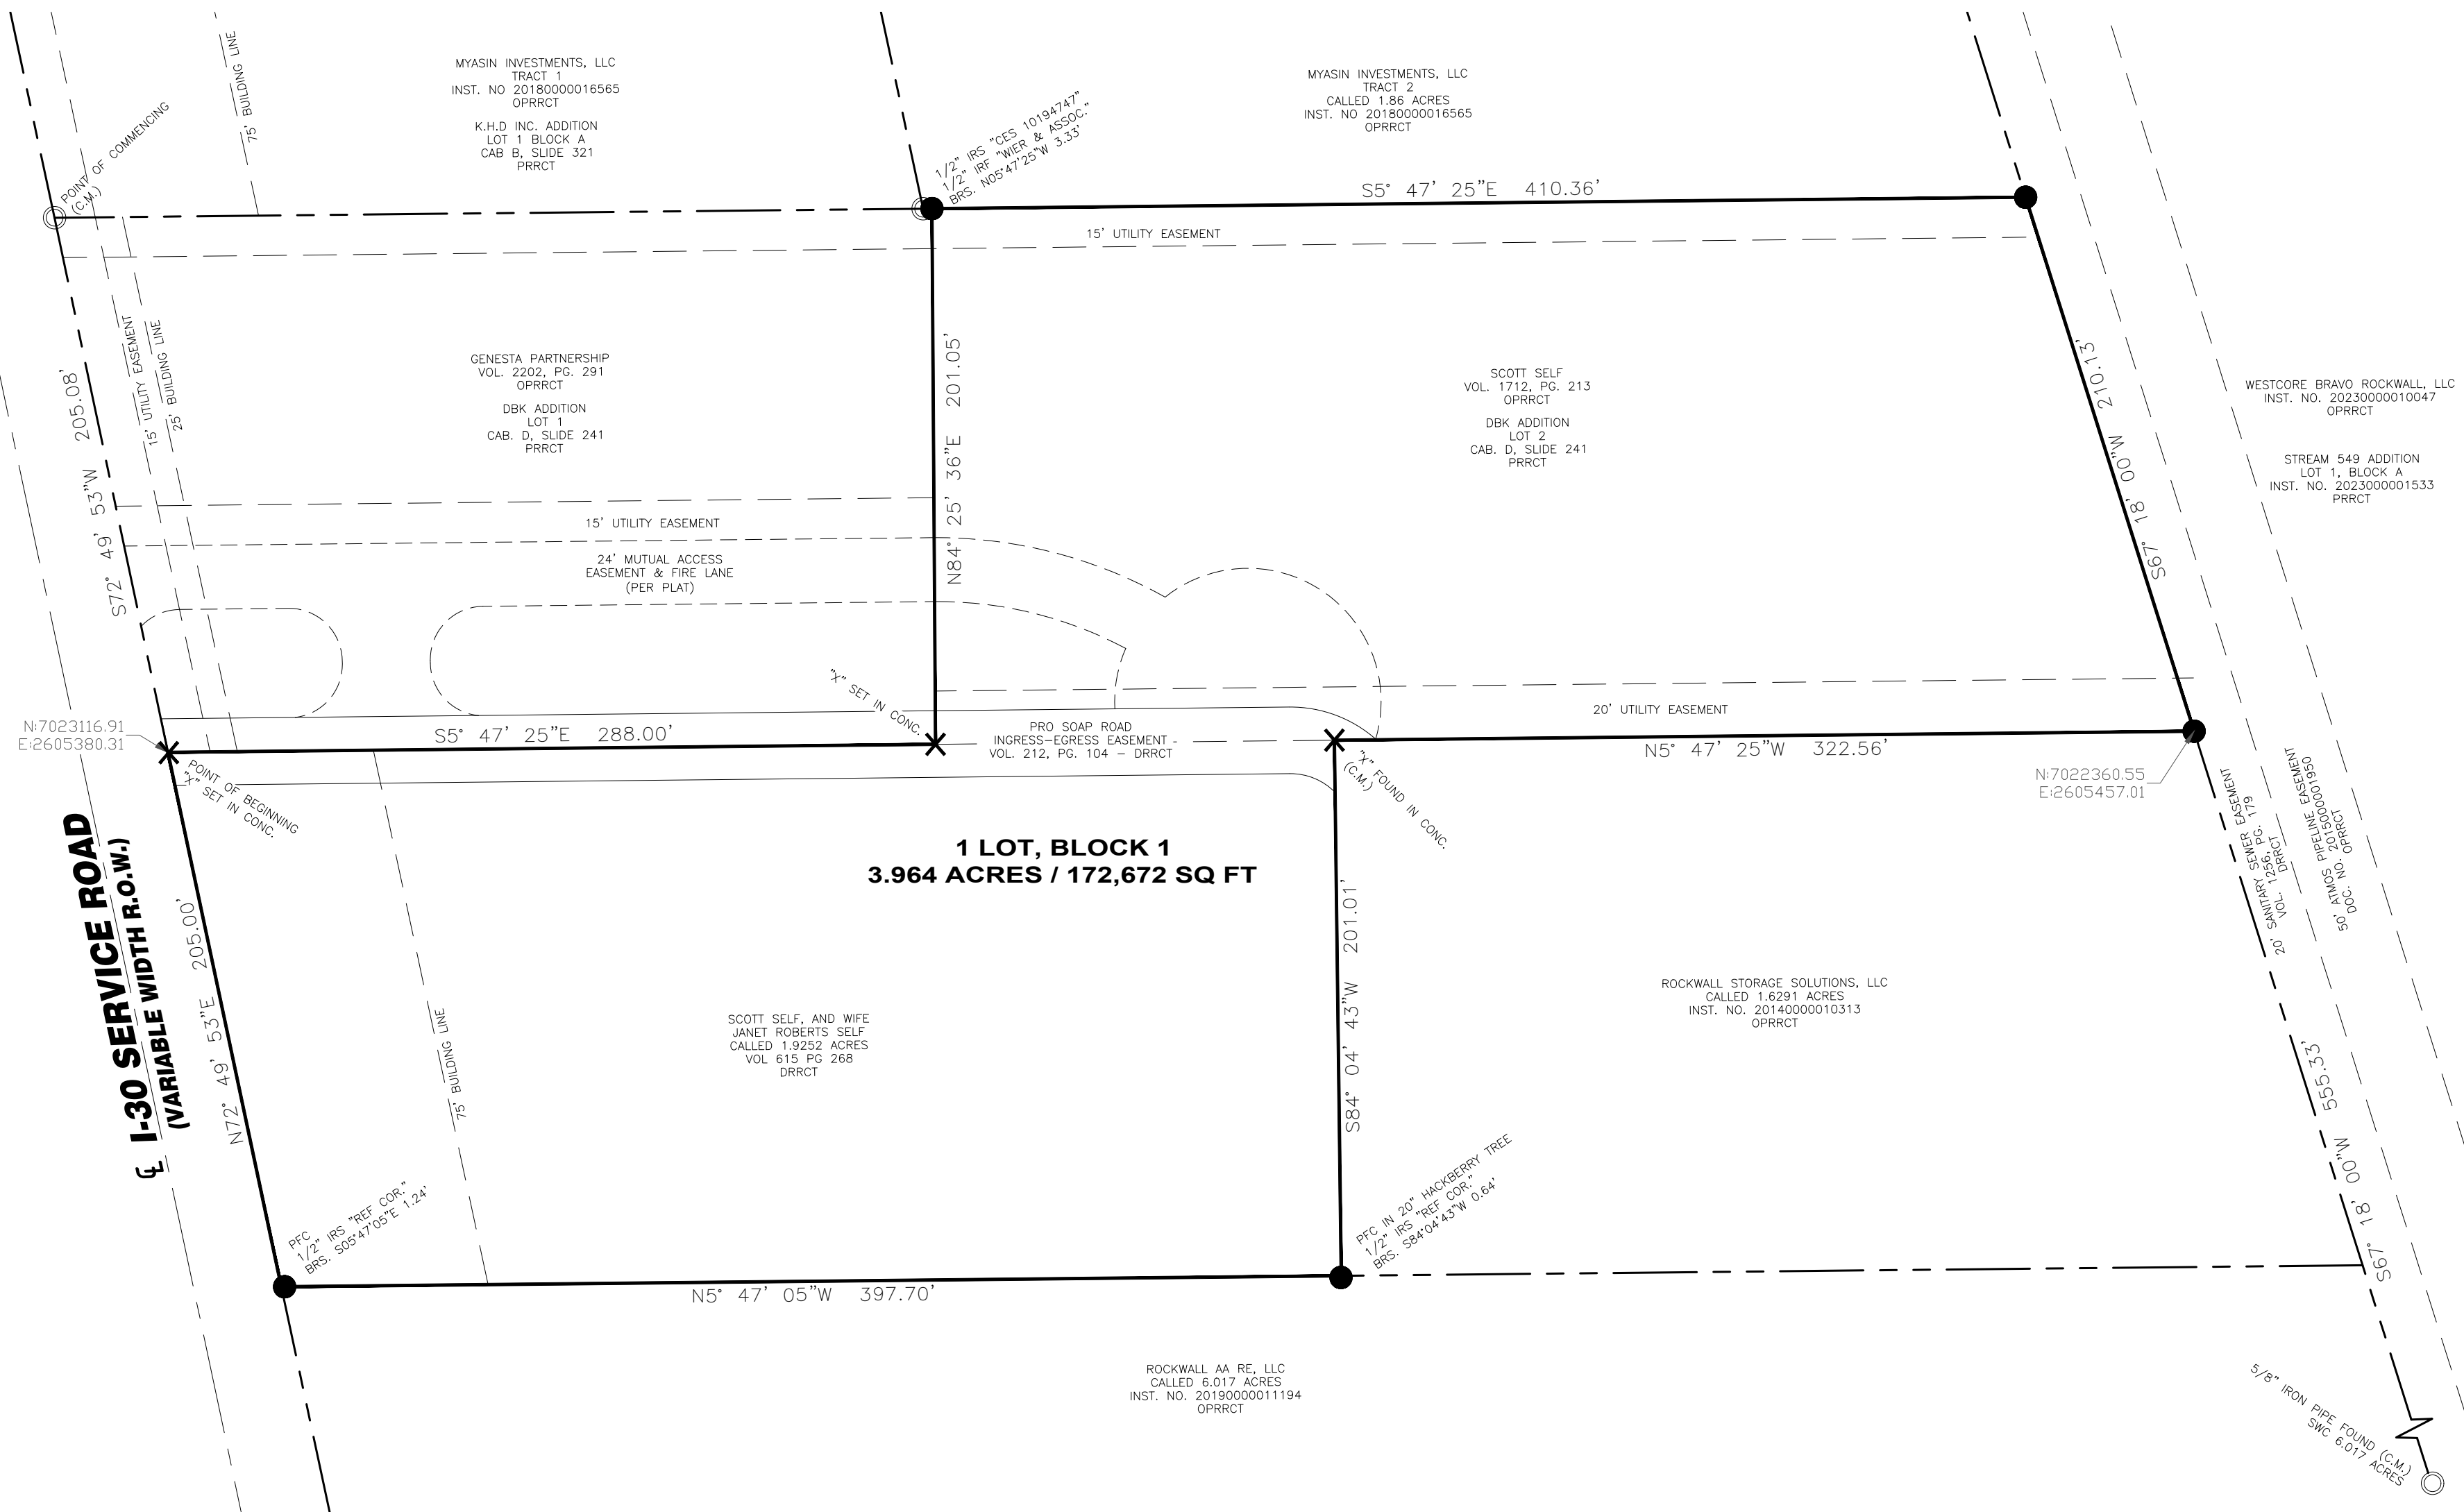 75' BUILDING LINE
MYASIN INVESTMENTS, LLC
TRACT 1
INST. NO 20180000016565
OPRRCT
K.H.D INC. ADDITION
LOT 1 BLOCK A
CAB B, SLIDE 321
PRRCT
MYASIN INVESTMENTS, LLC
TRACT 2
CALLED 1.86 ACRES
INST. NO 20180000016565
OPRRCT
POINT OF COMMENCING
(C.M.)
1/2" IRS "CES 10194747"
1/2" IRF "WIER & ASSOC."
BRS. N05°47'25"W 3.33'
S5° 47' 25"E 410.36'
15' UTILITY EASEMENT
S72° 49' 53"W 205.08'
15' UTILITY EASEMENT
25' BUILDING LINE
GENESTA PARTNERSHIP
VOL. 2202, PG. 291
OPRRCT
DBK ADDITION
LOT 1
CAB. D, SLIDE 241
PRRCT
N84° 25' 36"E 201.05'
SCOTT SELF
VOL. 1712, PG. 213
OPRRCT
DBK ADDITION
LOT 2
CAB. D, SLIDE 241
PRRCT
S67° 18' 00"W 210.13'
WESTCORE BRAVO ROCKWALL, LLC
INST. NO. 20230000010047
OPRRCT
STREAM 549 ADDITION
LOT 1, BLOCK A
INST. NO. 2023000001533
PRRCT
15' UTILITY EASEMENT
24' MUTUAL ACCESS
EASEMENT & FIRE LANE
(PER PLAT)
"X" SET IN CONC.
N:7023116.91
E:2605380.31
S5° 47' 25"E 288.00'
PRO SOAP ROAD
INGRESS-EGRESS EASEMENT -
VOL. 212, PG. 104 - DRRCT
20' UTILITY EASEMENT
N5° 47' 25"W 322.56'
N:7022360.55
E:2605457.01
POINT OF BEGINNING
"X" SET IN CONC.
"X" FOUND IN CONC.
(C.M.)
20' SANITARY SEWER EASEMENT
VOL. 1256, PG. 179
DRRCT
50' ATMOS PIPELINE EASEMENT
DOC. NO. 20150000001950
OPRRCT
1 LOT, BLOCK 1
3.964 ACRES / 172,672 SQ FT
℄ I-30 SERVICE ROAD
(VARIABLE WIDTH R.O.W.)
N72° 49' 53"E 205.00'
75' BUILDING LINE
SCOTT SELF, AND WIFE
JANET ROBERTS SELF
CALLED 1.9252 ACRES
VOL 615 PG 268
DRRCT
S84° 04' 43"W 201.01'
ROCKWALL STORAGE SOLUTIONS, LLC
CALLED 1.6291 ACRES
INST. NO. 20140000010313
OPRRCT
S67° 18' 00"W 555.33'
PFC
1/2" IRS "REF COR."
BRS. S05°47'05"E 1.24'
PFC IN 20" HACKBERRY TREE
1/2" IRS "REF COR."
BRS. S84°04'43"W 0.64'
N5° 47' 05"W 397.70'
ROCKWALL AA RE, LLC
CALLED 6.017 ACRES
INST. NO. 20190000011194
OPRRCT
5/8" IRON PIPE FOUND (C.M.)
SWC 6.017 ACRES